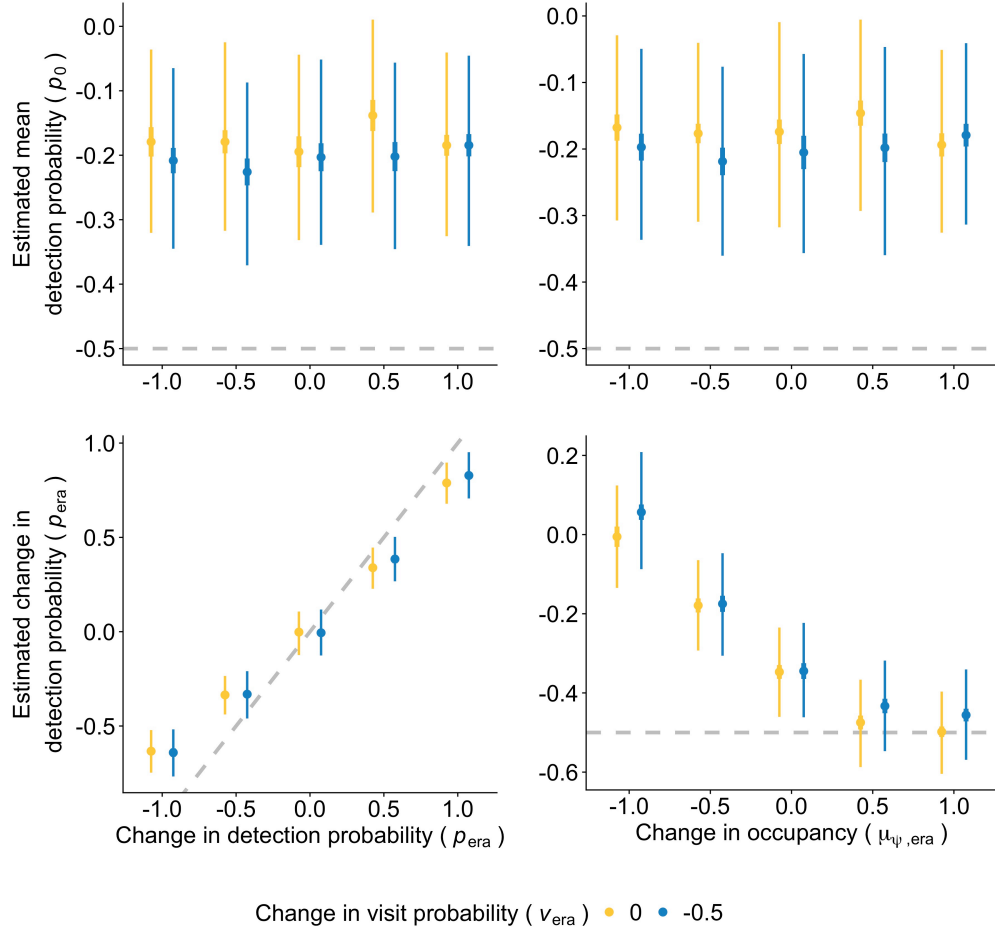 Estimated mean
detection probability ( p0 )
0.0
-0.1
-0.2
-0.3
-0.4
-0.5
-1.0 -0.5 0.0 0.5 1.0
0.0
-0.1
-0.2
-0.3
-0.4
-0.5
-1.0 -0.5 0.0 0.5 1.0
Estimated change in
detection probability ( pera )
1.0
0.5
0.0
-0.5
-1.0 -0.5 0.0 0.5 1.0
Change in detection probability ( pera )
0.2
0.0
-0.2
-0.4
-0.6
-1.0 -0.5 0.0 0.5 1.0
Change in occupancy ( μψ ,era )
Change in visit probability ( vera ) 0 -0.5